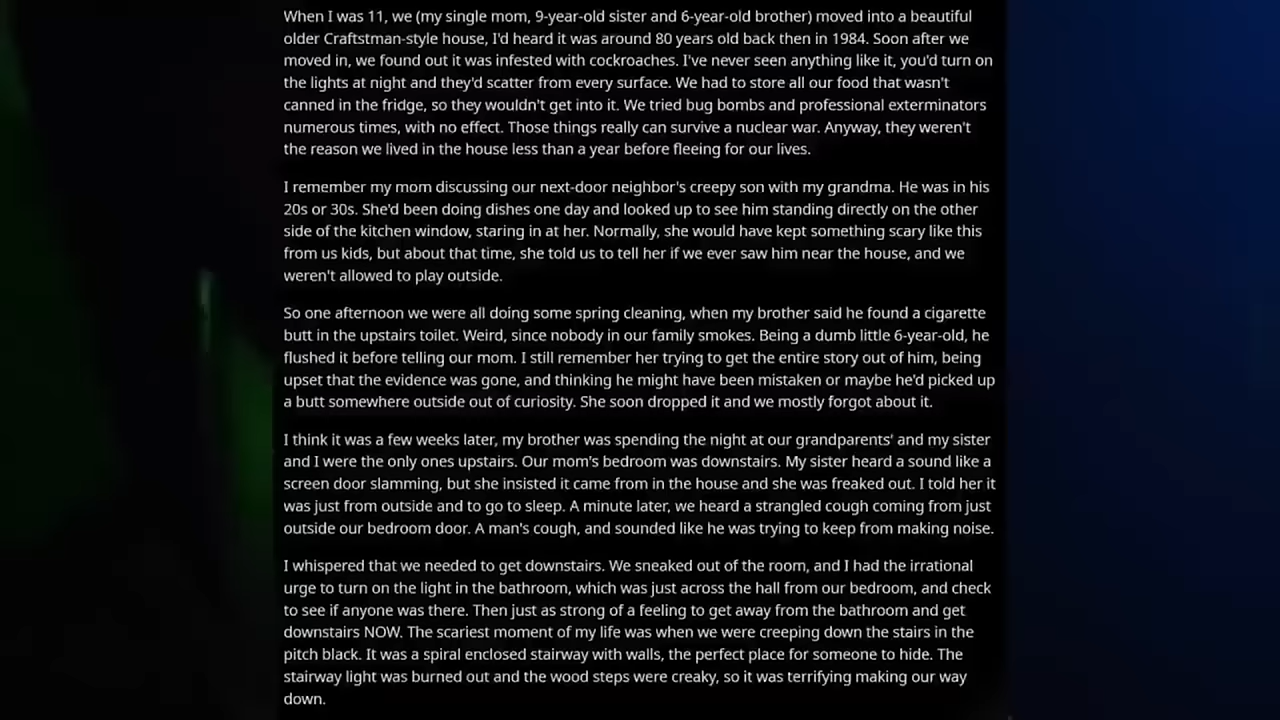 When I was 11, we (my single mom, 9-year-old sister and 6-year-old brother) moved into a beautiful
older Craftstman-style house, I'd heard it was around 80 years old back then in 1984. Soon after we
moved in, we found out it was infested with cockroaches. I've never seen anything like it, you'd turn on
the lights at night and they'd scatter from every surface. We had to store all our food that wasn't
canned in the fridge, so they wouldn't get into it. We tried bug bombs and professional exterminators
numerous times, with no effect. Those things really can survive a nuclear war. Anyway, they weren't
the reason we lived in the house less than a year before fleeing for our lives.
I remember my mom discussing our next-door neighbor's creepy son with my grandma. He was in his
20s or 30s. She'd been doing dishes one day and looked up to see him standing directly on the other
side of the kitchen window, staring in at her. Normally, she would have kept something scary like this
from us kids, but about that time, she told us to tell her if we ever saw him near the house, and we
weren't allowed to play outside.
So one afternoon we were all doing some spring cleaning, when my brother said he found a cigarette
butt in the upstairs toilet. Weird, since nobody in our family smokes. Being a dumb little 6-year-old, he
flushed it before telling our mom. I still remember her trying to get the entire story out of him, being
upset that the evidence was gone, and thinking he might have been mistaken or maybe he'd picked up
a butt somewhere outside out of curiosity. She soon dropped it and we mostly forgot about it.
I think it was a few weeks later, my brother was spending the night at our grandparents' and my sister
and I were the only ones upstairs. Our mom's bedroom was downstairs. My sister heard a sound like a
screen door slamming, but she insisted it came from in the house and she was freaked out. I told her it
was just from outside and to go to sleep. A minute later, we heard a strangled cough coming from just
outside our bedroom door. A man's cough, and sounded like he was trying to keep from making noise.
I whispered that we needed to get downstairs. We sneaked out of the room, and I had the irrational
urge to turn on the light in the bathroom, which was just across the hall from our bedroom, and check
to see if anyone was there. Then just as strong of a feeling to get away from the bathroom and get
downstairs NOW. The scariest moment of my life was when we were creeping down the stairs in the
pitch black. It was a spiral enclosed stairway with walls, the perfect place for someone to hide. The
stairway light was burned out and the wood steps were creaky, so it was terrifying making our way
down.